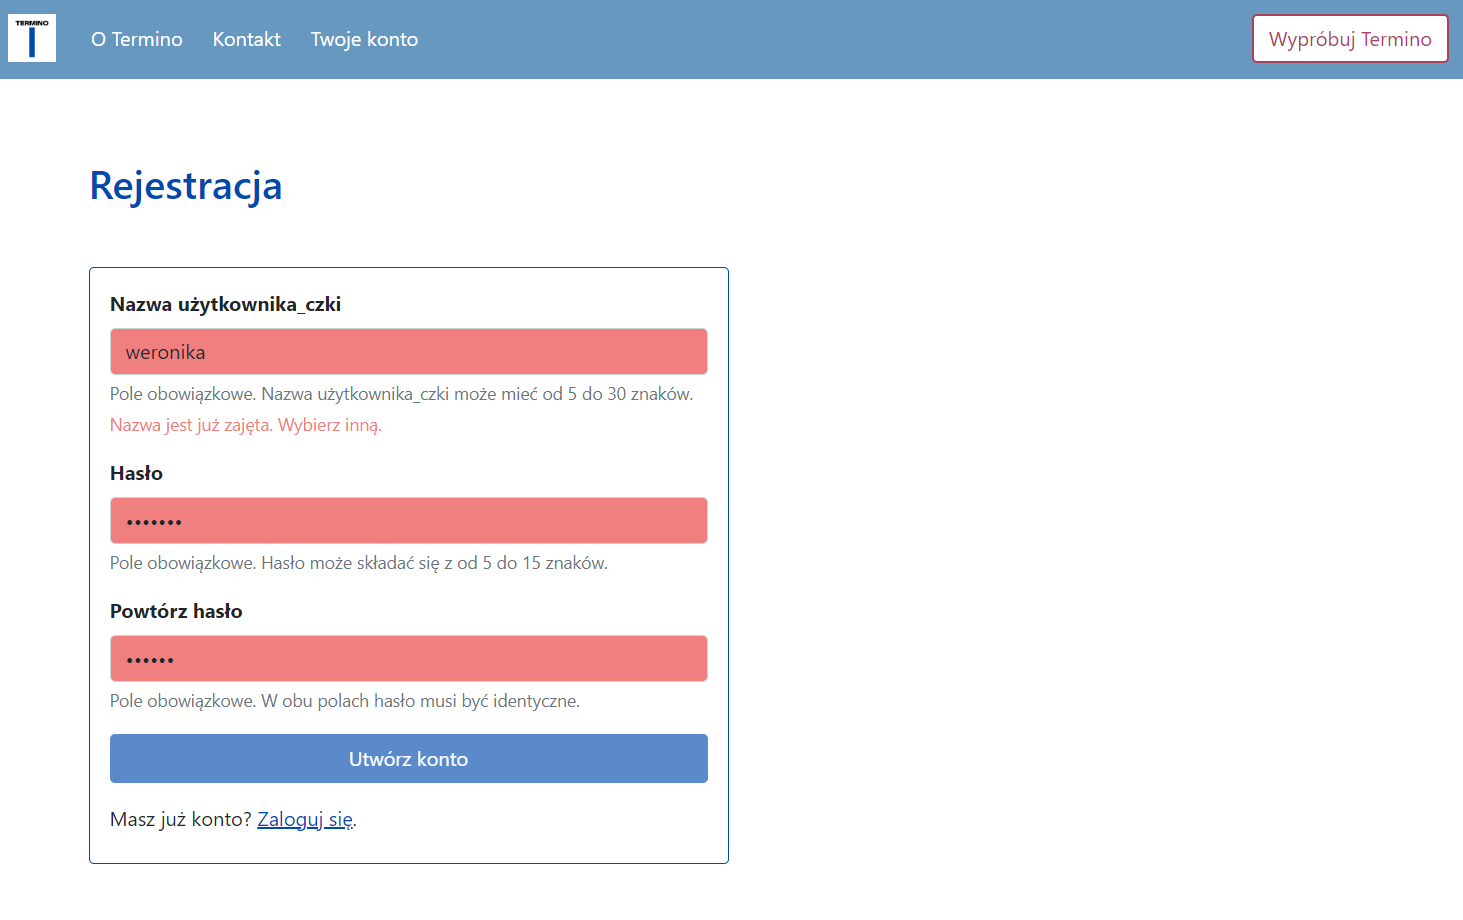 TERMINO
T
O Termino
Kontakt
Twoje konto
Wypróbuj Termino
Rejestracja
Nazwa użytkownika_czki
weronika
Pole obowiązkowe. Nazwa użytkownika_czki może mieć od 5 do 30 znaków.
Nazwa jest już zajęta. Wybierz inną.
Hasło
•••••••
Pole obowiązkowe. Hasło może składać się z od 5 do 15 znaków.
Powtórz hasło
••••••
Pole obowiązkowe. W obu polach hasło musi być identyczne.
Utwórz konto
Masz już konto? Zaloguj się.